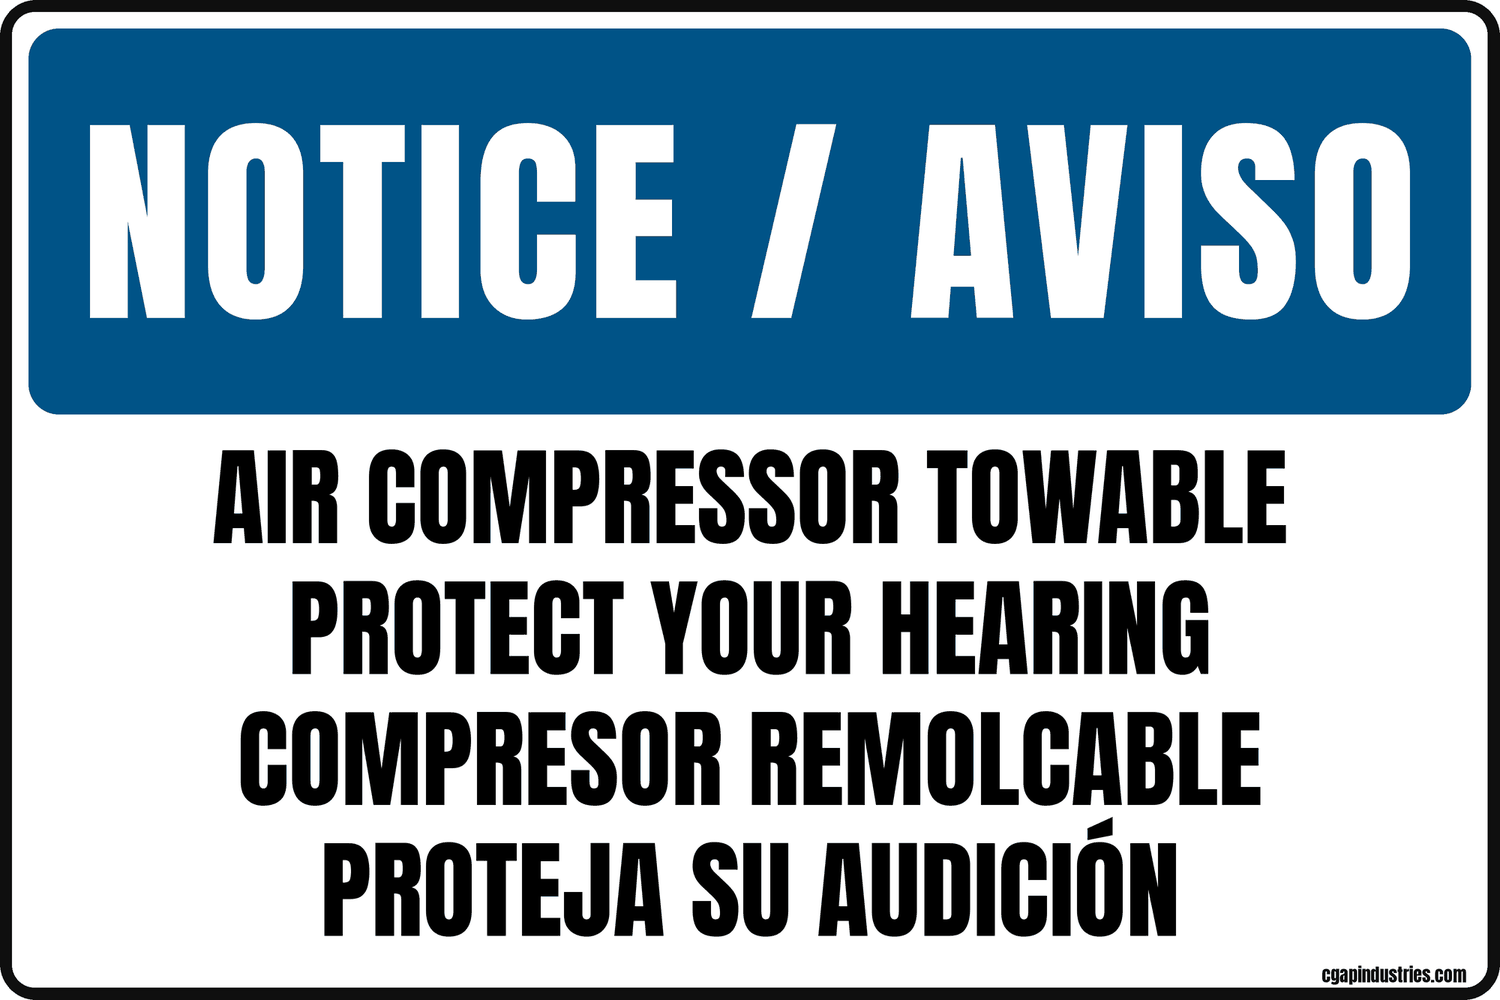 NOTICE / AVISO
AIR COMPRESSOR TOWABLE
PROTECT YOUR HEARING
COMPRESOR REMOLCABLE
PROTEJA SU AUDICIÓN
cgapindustries.com